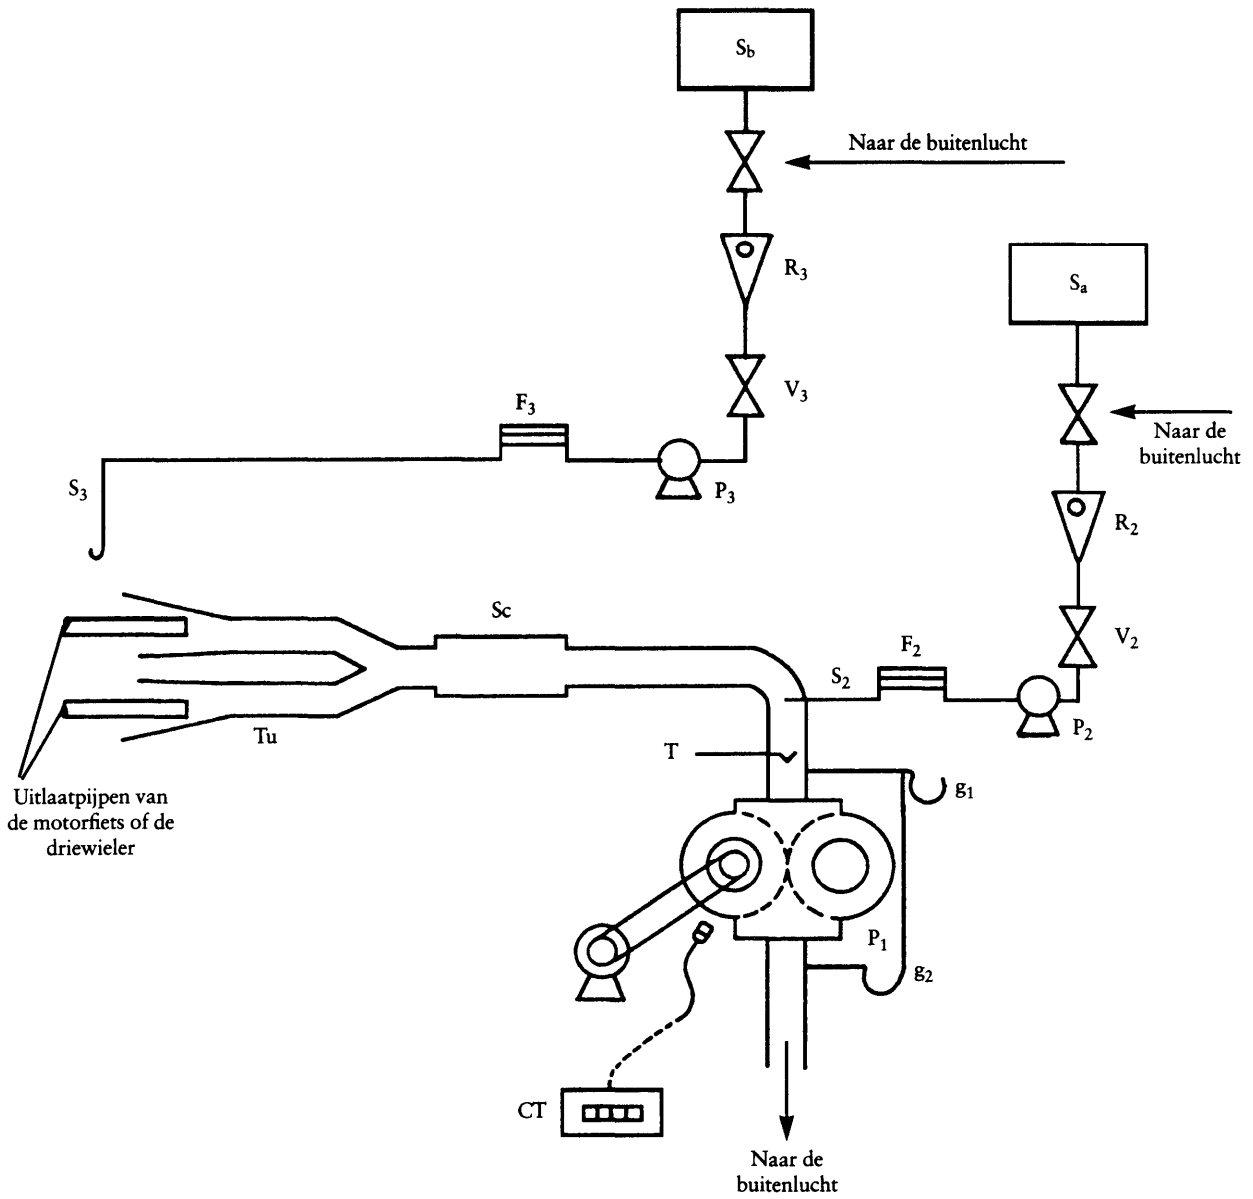 Sb
Naar de buitenlucht
R3
Sa
V3
F3
Naar de
buitenlucht
S3
P3
R2
Sc
V2
F2
S2
P2
Tu
T
g1
Uitlaatpijpen van
de motorfiets of de
driewieler
P1
g2
CT
Naar de
buitenlucht